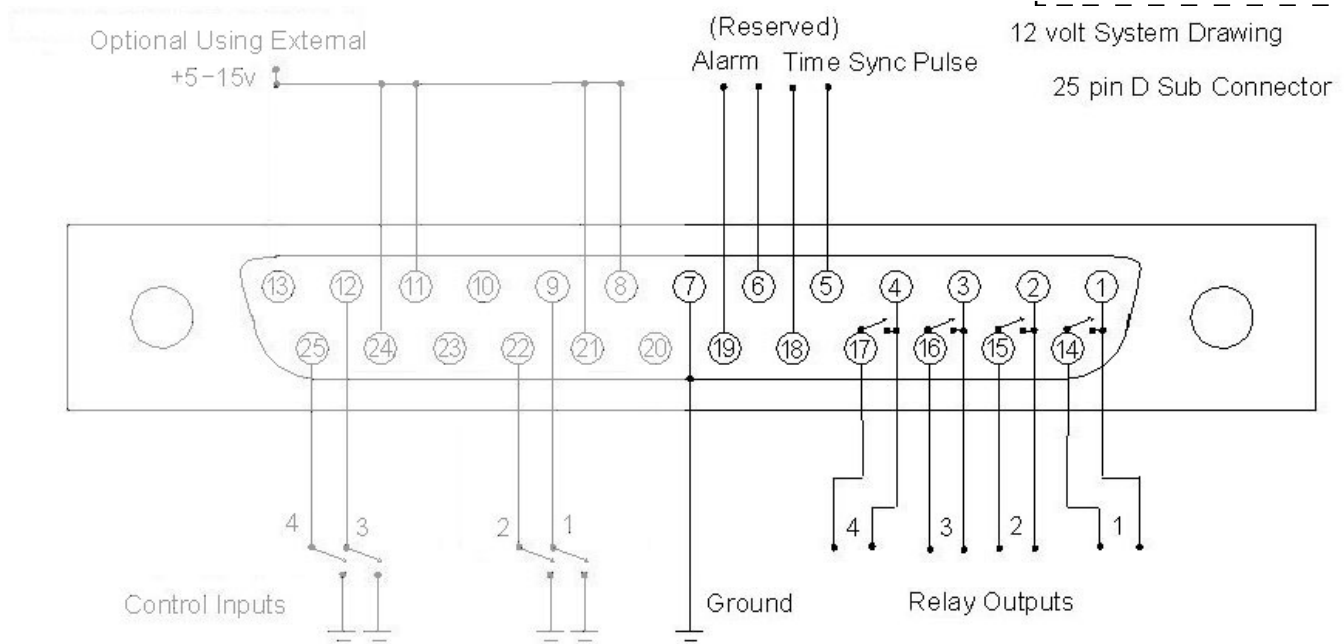 (Reserved)
12 volt System Drawing
Optional Using External
Alarm Time Sync Pulse
+5-15v
25 pin D Sub Connector
13 12 11 10 9 8 7 6 5 4 3 2 1
25 24 23 22 21 20 19 18 17 16 15 14
4 3 2 1 4 3 2 1
Control Inputs
Ground
Relay Outputs